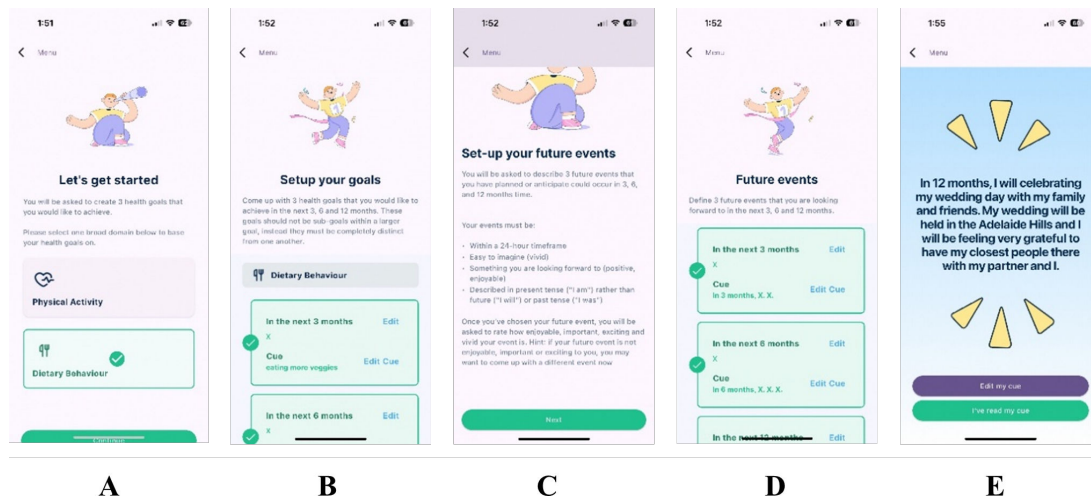 1:51
Menu
Let's get started
You will be asked to create 3 health goals that
you would like to achieve.
Please select one broad domain below to base
your health goals on.
Physical Activity
Dietary Behaviour
Continue
A
1:52
Menu
Setup your goals
Come up with 3 health goals that you would like to
achieve in the next 3, 6 and 12 months. These
goals should not be sub-goals within a larger
goal, instead they must be completely distinct
from one another.
Dietary Behaviour
In the next 3 months Edit
X
Cue Edit Cue
eating more veggies
In the next 6 months Edit
X
B
1:52
Menu
Set-up your future events
You will be asked to describe 3 future events that
you have planned or anticipate could occur in 3, 6,
and 12 months time.
Your events must be:
• Within a 24-hour timeframe
• Easy to imagine (vivid)
• Something you are looking forward to (positive,
enjoyable)
• Described in present tense ("I am") rather than
future ("I will") or past tense ("I was")
Once you've chosen your future event, you will be
asked to rate how enjoyable, important, exciting and
vivid your event is. Hint: if your future event is not
enjoyable, important or exciting to you, you may
want to come up with a different event now
Next
C
1:52
Menu
Future events
Define 3 future events that you are looking
forward to in the next 3, 6 and 12 months.
In the next 3 months Edit
X
Cue Edit Cue
In 3 months, X. X.
In the next 6 months Edit
X
Cue Edit Cue
In 6 months, X. X. X.
In the next 12 months Edit
D
1:55
Menu
In 12 months, I will celebrating
my wedding day with my family
and friends. My wedding will be
held in the Adelaide Hills and I
will be feeling very grateful to
have my closest people there
with my partner and I.
Edit my cue
I've read my cue
E